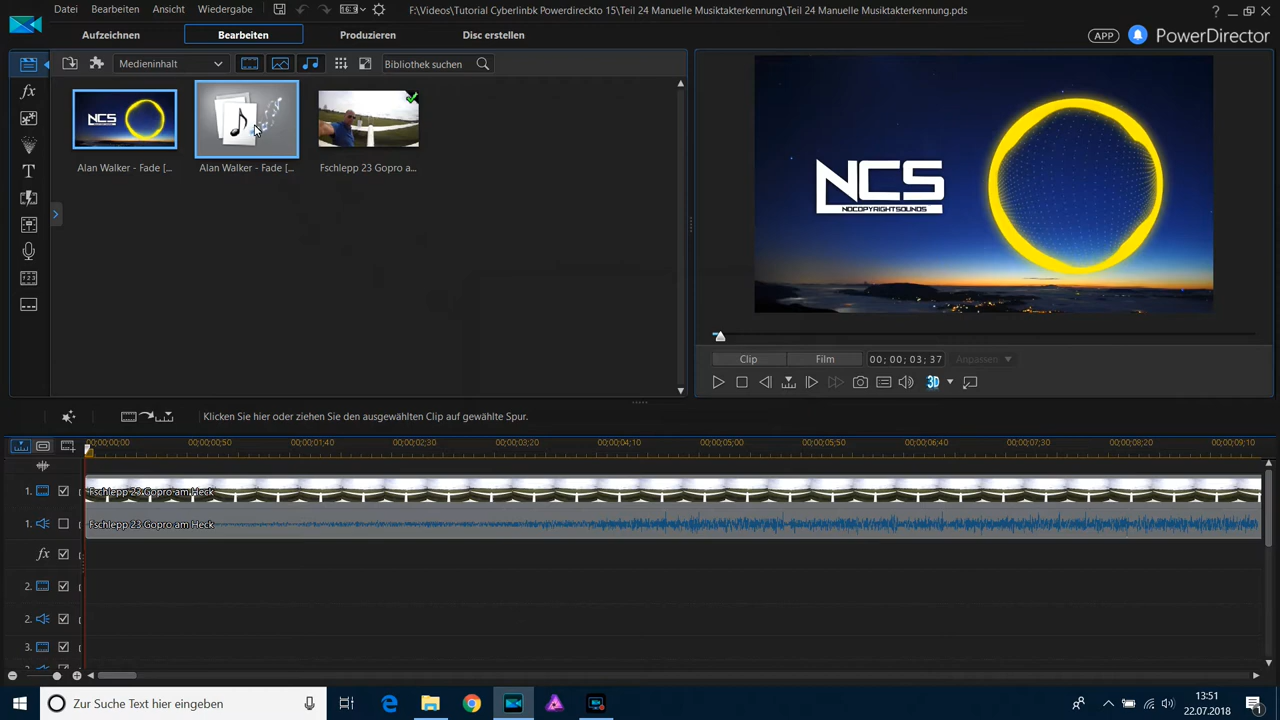 Datei Bearbeiten Ansicht Wiedergabe 16:9 F:\Videos\Tutorial Cyberlinbk Powerdireckto 15\Teil 24 Manuelle Musiktakterkennung\Teil 24 Manuelle Musiktakterkennung.pds ?
Aufzeichnen Bearbeiten Produzieren Disc erstellen APP PowerDirector
Medieninhalt Bibliothek suchen
fx
T
NCS
Alan Walker - Fade [... Alan Walker - Fade [... Fschlepp 23 Gopro a...
NCS
NOCOPYRIGHTSOUNDS
Clip Film 00; 00; 03; 37 Anpassen
3D
Klicken Sie hier oder ziehen Sie den ausgewählten Clip auf gewählte Spur.
00;00;00;00 00;00;00;50 00;00;01;40 00;00;02;30 00;00;03;20 00;00;04;10 00;00;05;00 00;00;05;50 00;00;06;40 00;00;07;30 00;00;08;20 00;00;09;10
1. Fschlepp 23 Gopro am Heck
1. Fschlepp 23 Gopro am Heck
fx
2.
2.
3.
Zur Suche Text hier eingeben
13:51
22.07.2018
1